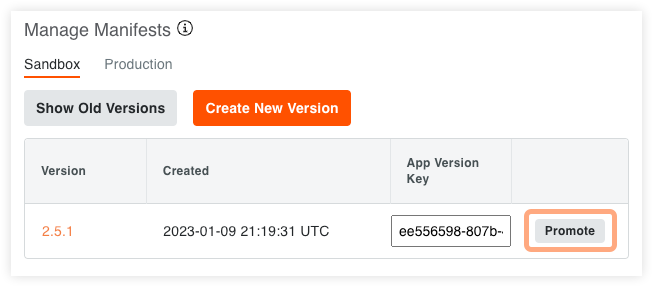 Manage Manifests
Sandbox Production
Show Old Versions Create New Version
Version Created App Version Key
2.5.1 2023-01-09 21:19:31 UTC ee556598-807b- Promote